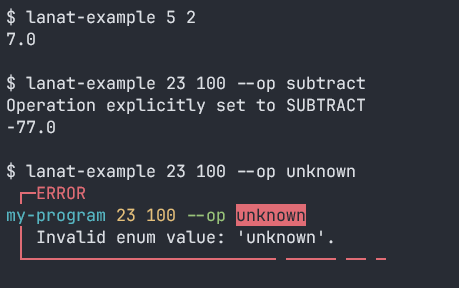 $ lanat-example 5 2
7.0
$ lanat-example 23 100 --op subtract
Operation explicitly set to SUBTRACT
-77.0
$ lanat-example 23 100 --op unknown
ERROR
my-program 23 100 --op unknown
Invalid enum value: 'unknown'.